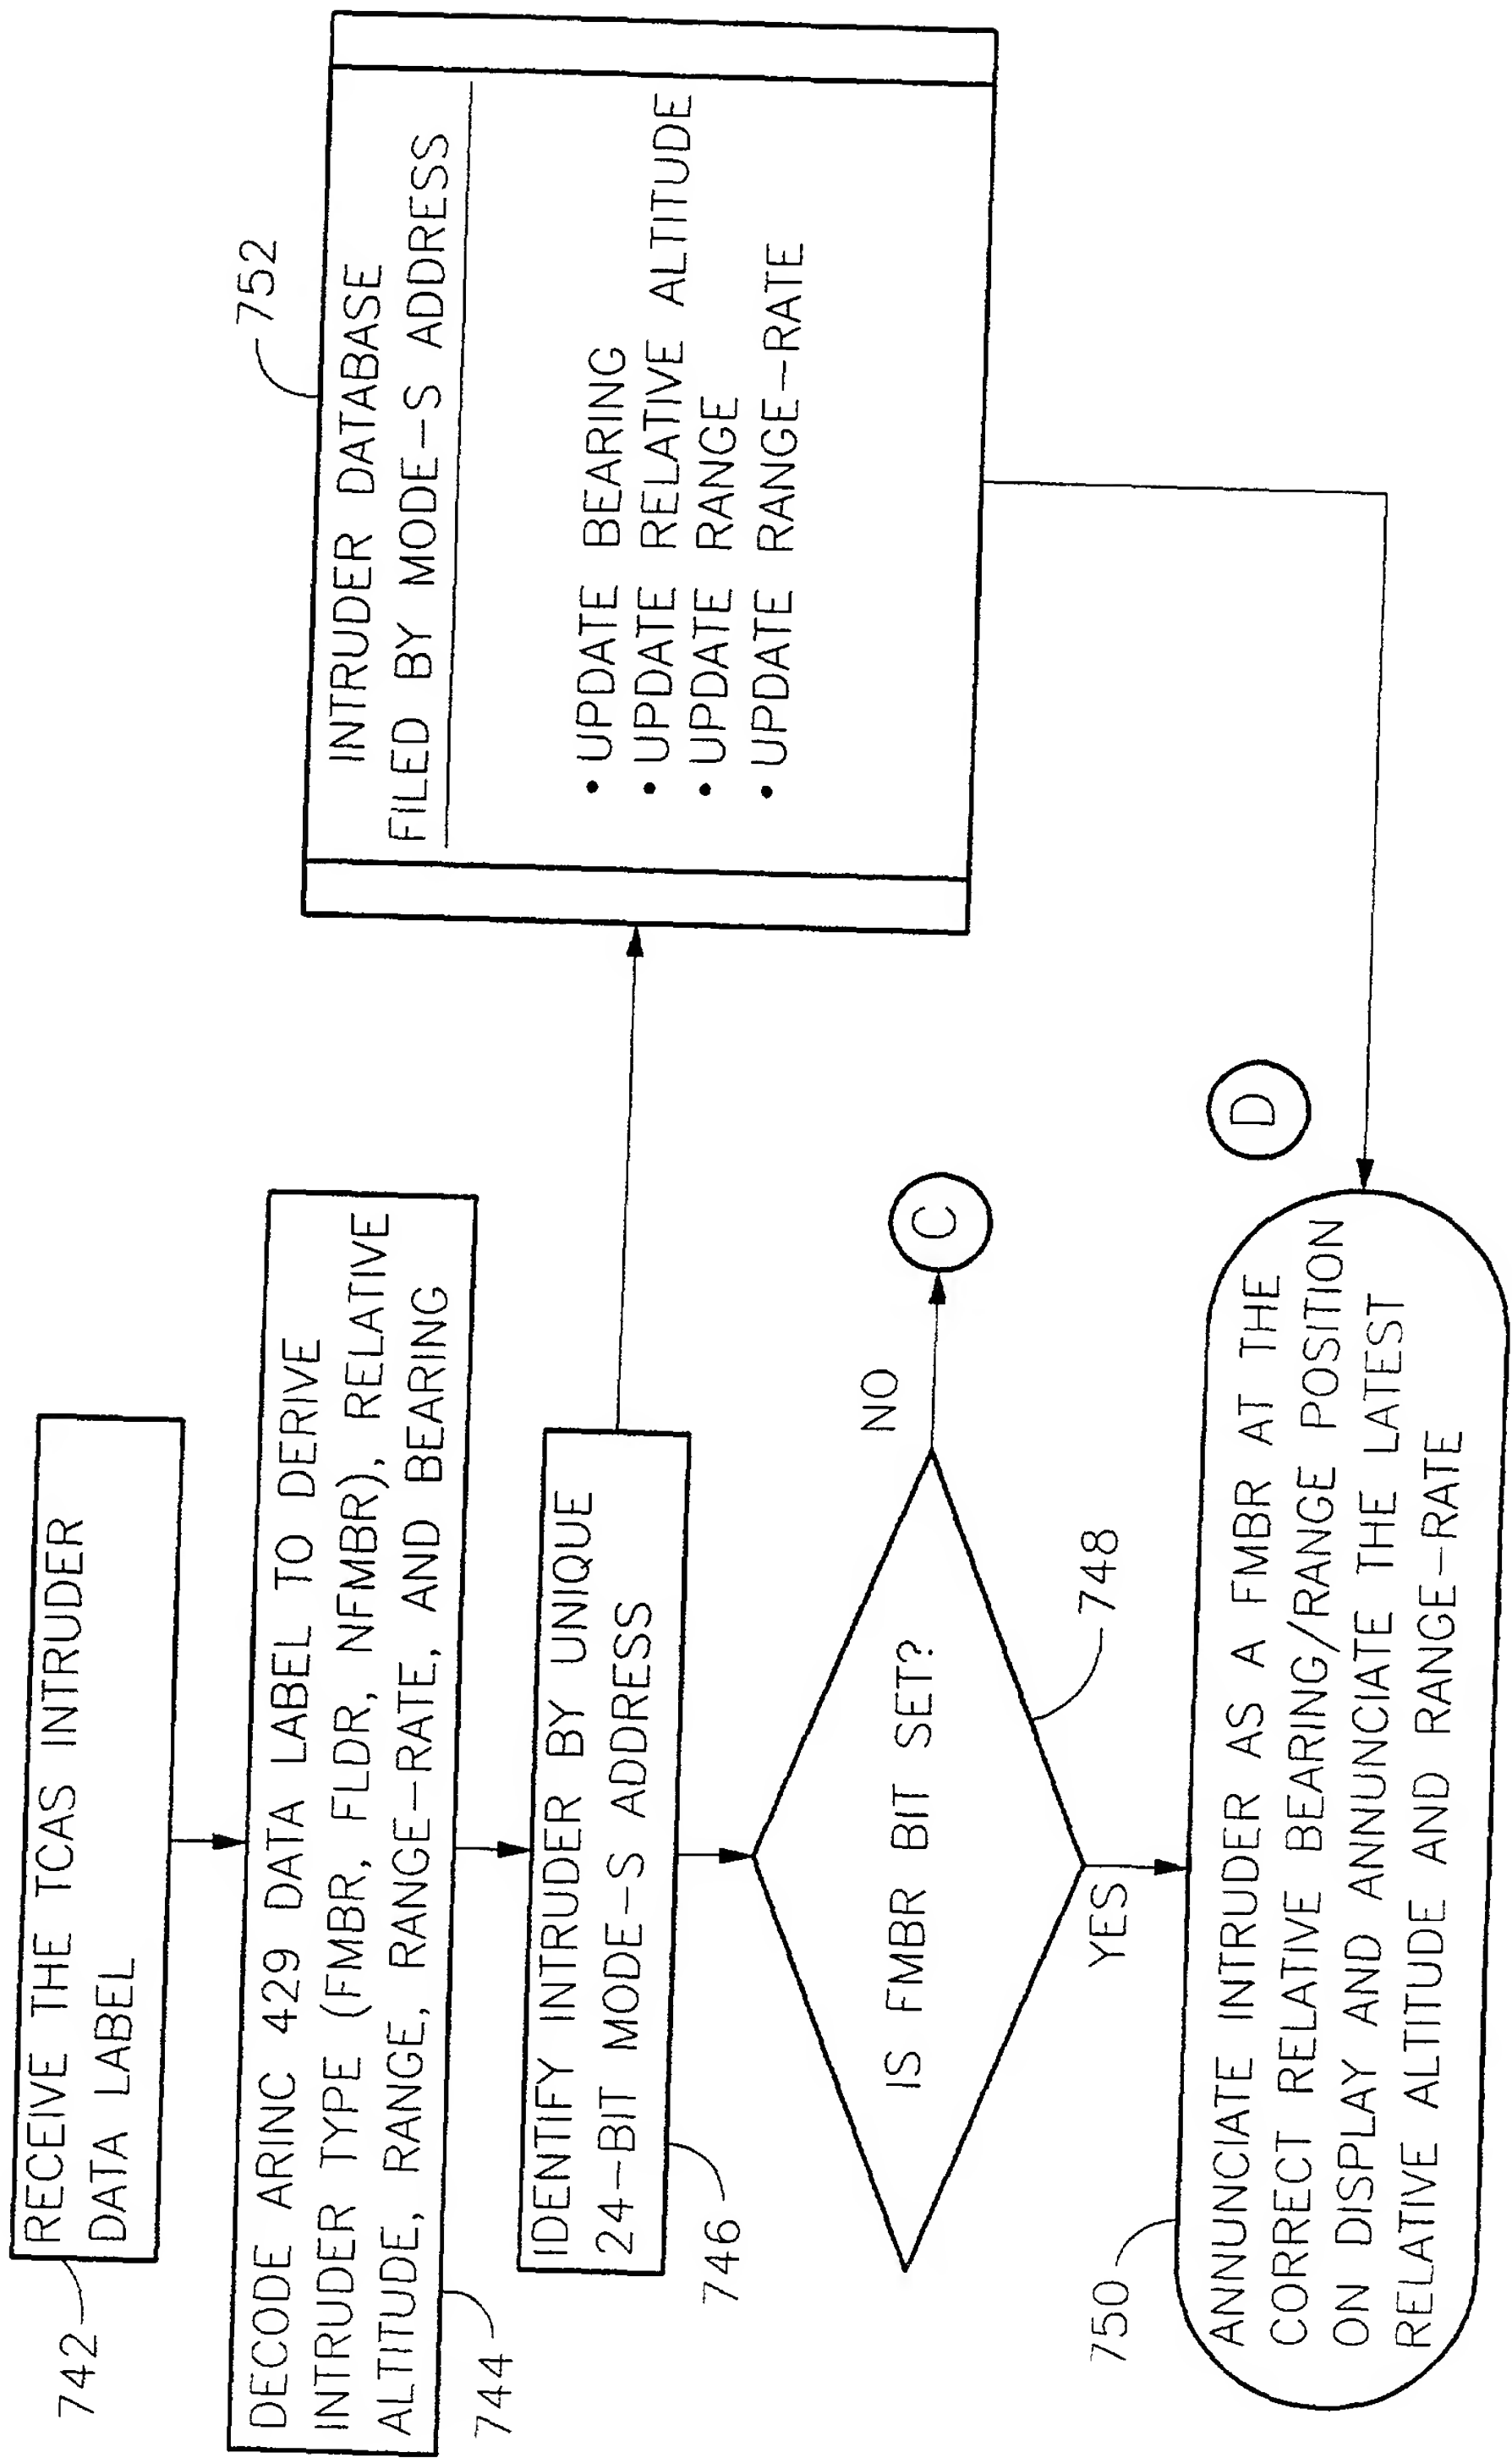 RECEIVE THE TCAS INTRUDER
DATA LABEL
742
DECODE ARINC 429 DATA LABEL TO DERIVE
INTRUDER TYPE (FMBR, FLDR, NFMBR), RELATIVE
ALTITUDE, RANGE, RANGE-RATE, AND BEARING
744
IDENTIFY INTRUDER BY UNIQUE
24-BIT MODE-S ADDRESS
746
IS FMBR BIT SET?
748
NO
C
YES
ANNUNCIATE INTRUDER AS A FMBR AT THE
CORRECT RELATIVE BEARING/RANGE POSITION
ON DISPLAY AND ANNUNCIATE THE LATEST
RELATIVE ALTITUDE AND RANGE-RATE
750
D
752
INTRUDER DATABASE
FILED BY MODE-S ADDRESS
• UPDATE BEARING
• UPDATE RELATIVE ALTITUDE
• UPDATE RANGE
• UPDATE RANGE-RATE